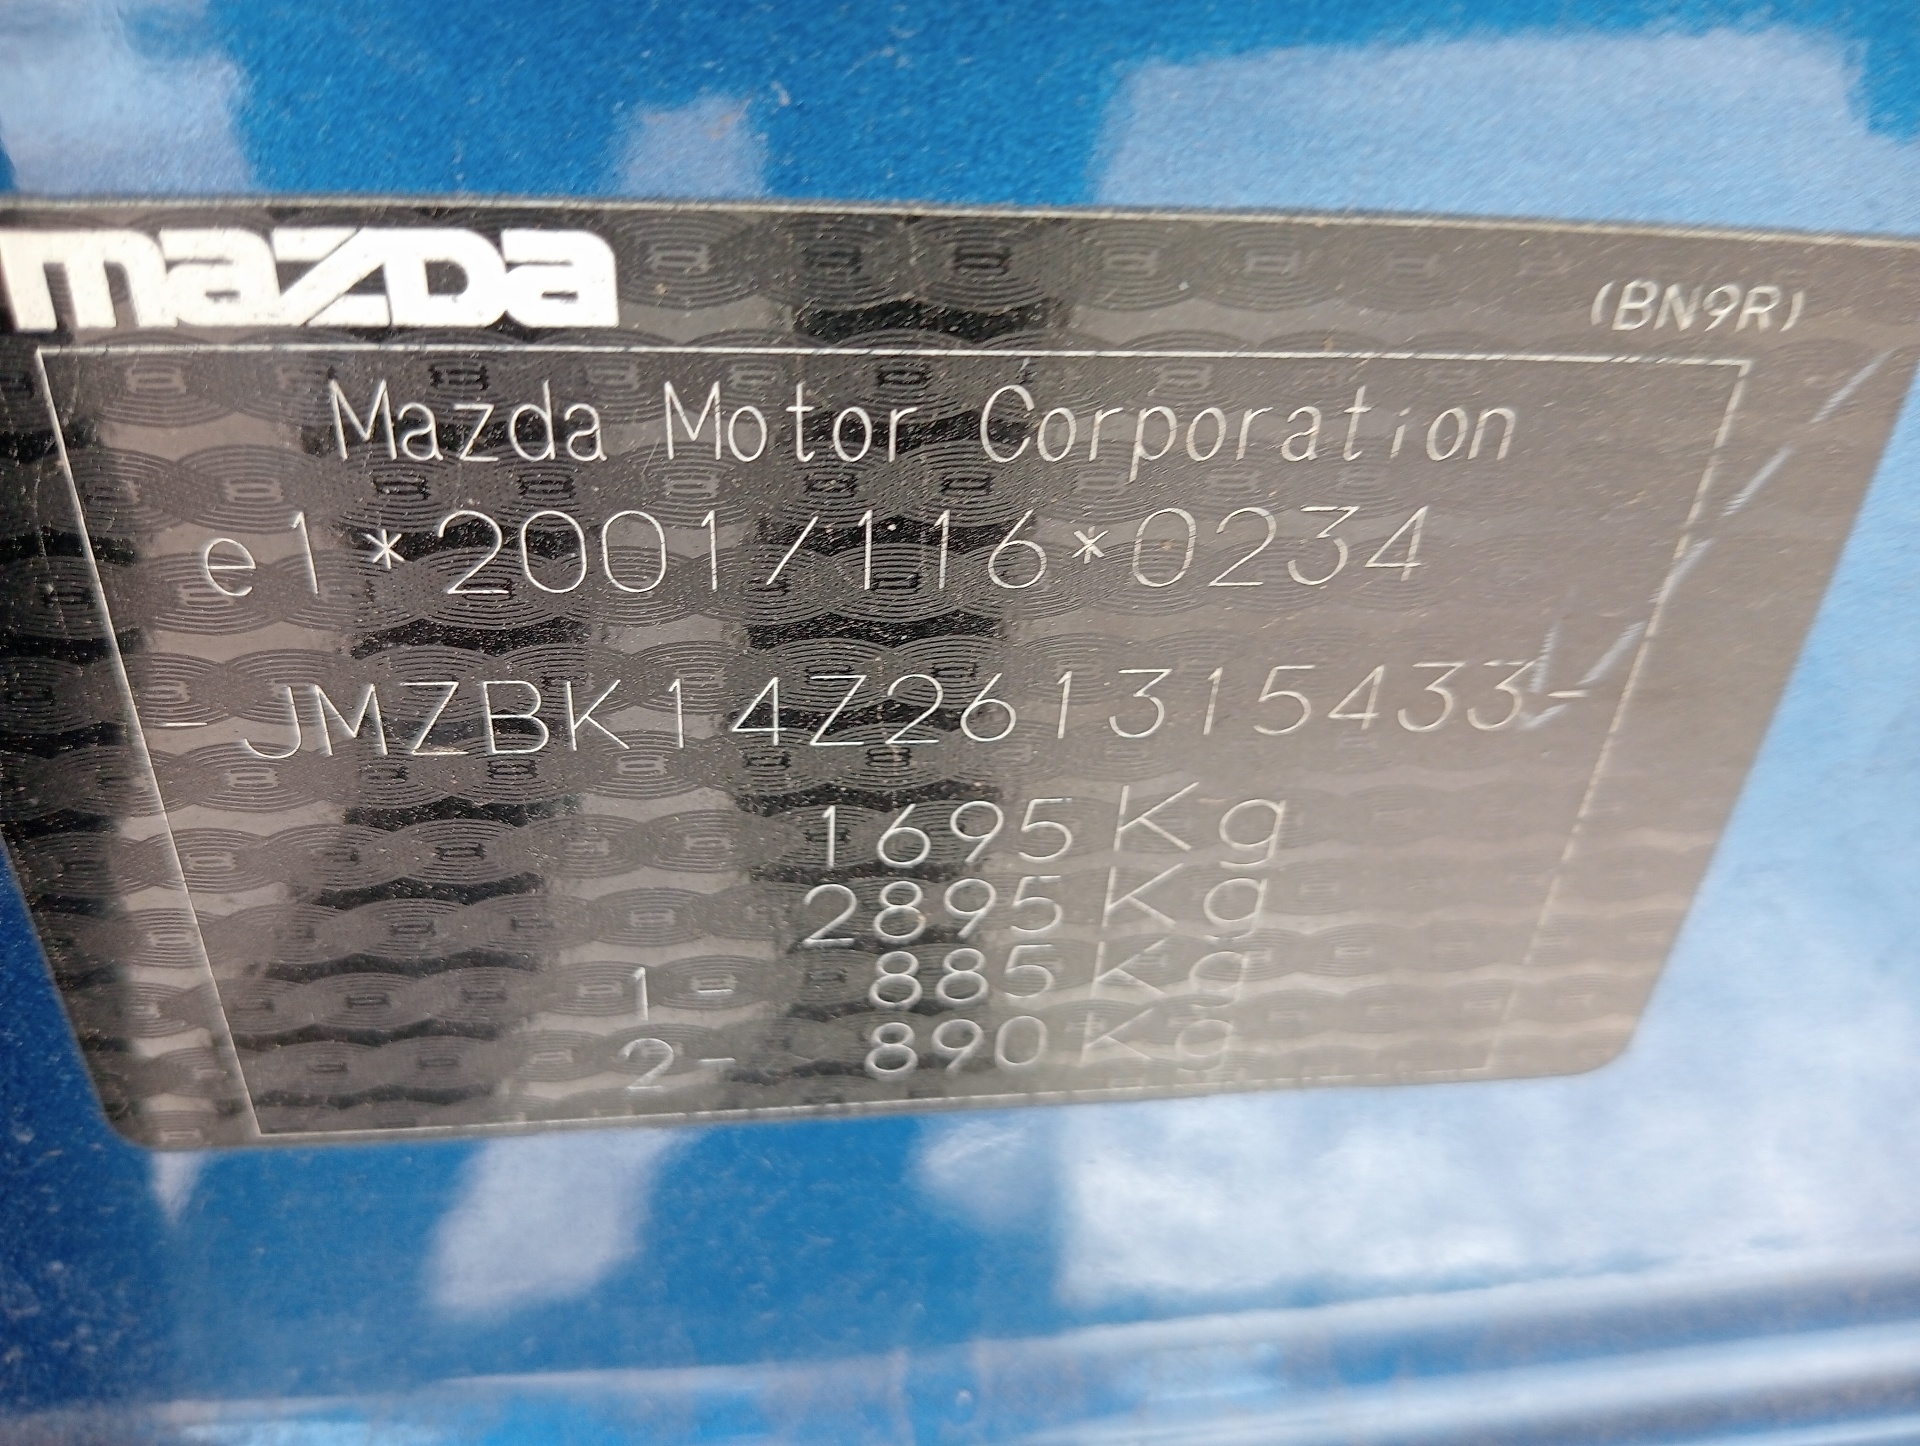 mazda
(BN9R)
Mazda Motor Corporation
e1*2001/116*0234
-JMZBK14Z261315433-
1695Kg
2895Kg
1- 885Kg
2- 890Kg